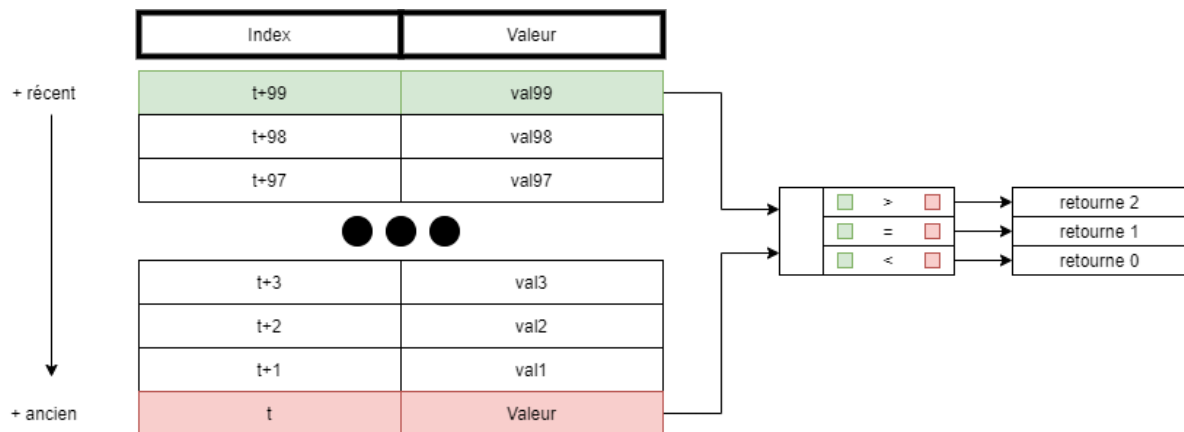 Index Valeur
+ récent t+99 val99
t+98 val98
t+97 val97
> retourne 2
= retourne 1
< retourne 0
t+3 val3
t+2 val2
t+1 val1
+ ancien t Valeur